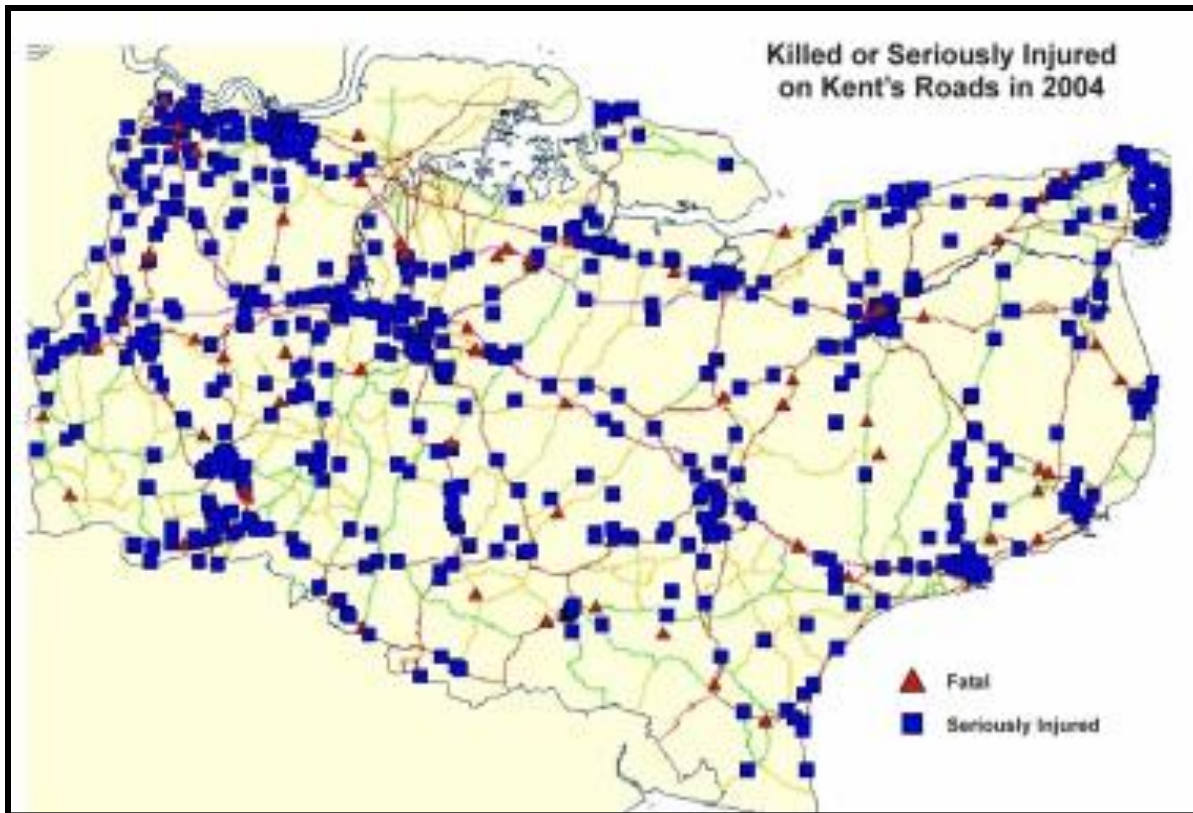 Killed or Seriously Injured
on Kent's Roads in 2004
Fatal
Seriously Injured